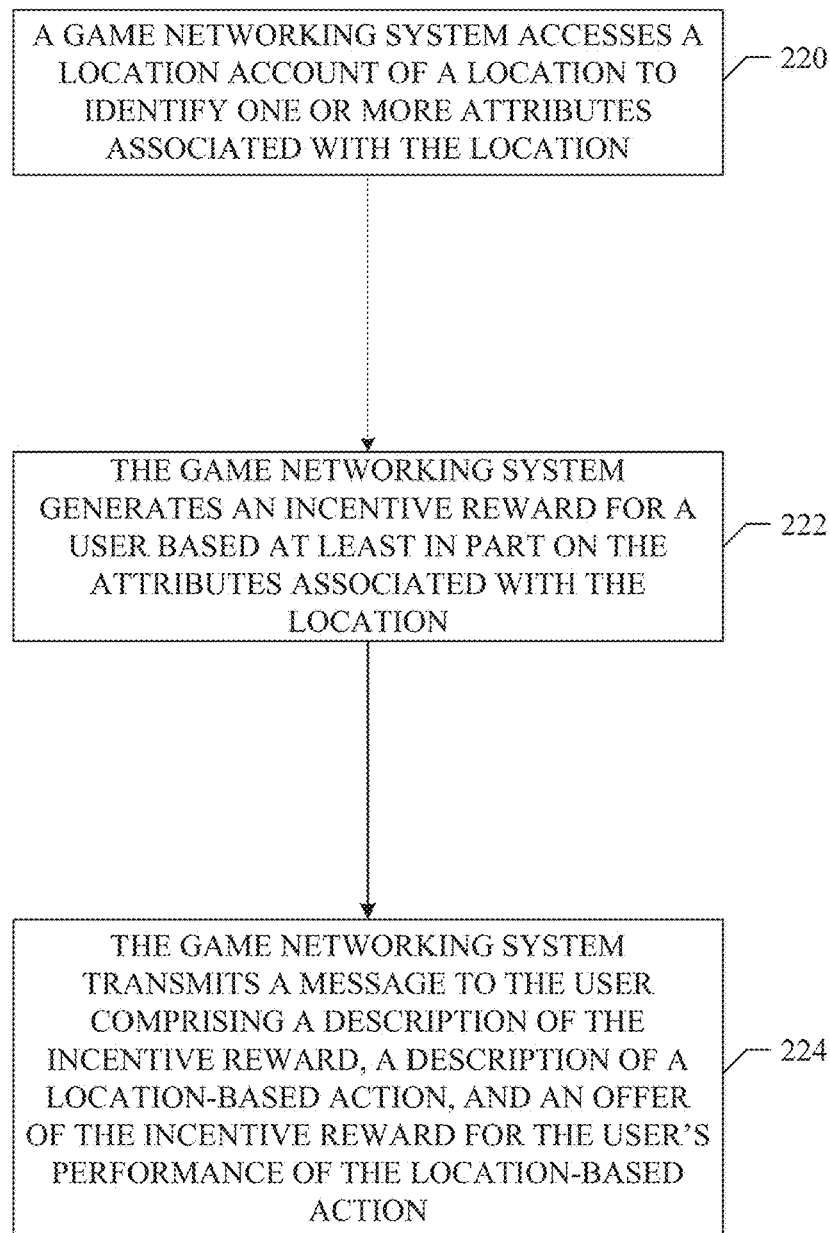 A GAME NETWORKING SYSTEM ACCESSES A
LOCATION ACCOUNT OF A LOCATION TO
IDENTIFY ONE OR MORE ATTRIBUTES
ASSOCIATED WITH THE LOCATION
220
THE GAME NETWORKING SYSTEM
GENERATES AN INCENTIVE REWARD FOR A
USER BASED AT LEAST IN PART ON THE
ATTRIBUTES ASSOCIATED WITH THE
LOCATION
222
THE GAME NETWORKING SYSTEM
TRANSMITS A MESSAGE TO THE USER
COMPRISING A DESCRIPTION OF THE
INCENTIVE REWARD, A DESCRIPTION OF A
LOCATION-BASED ACTION, AND AN OFFER
OF THE INCENTIVE REWARD FOR THE USER’S
PERFORMANCE OF THE LOCATION-BASED
ACTION
224